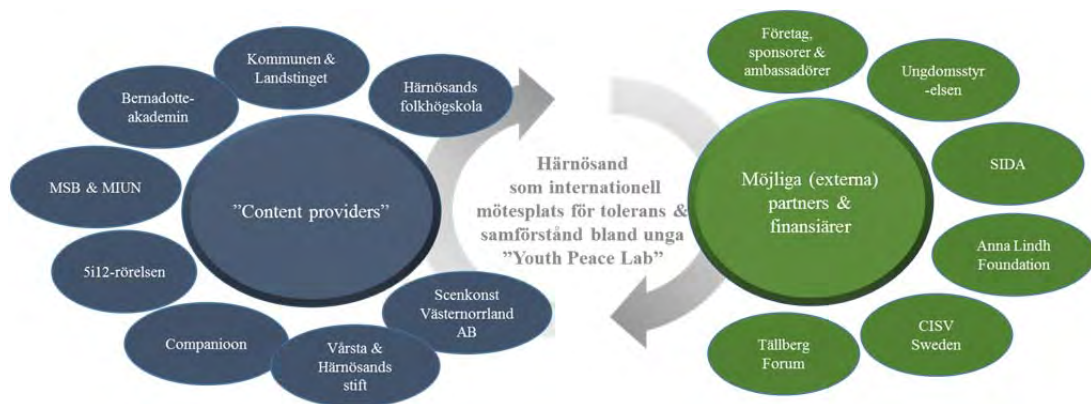 Kommunen &
Landstinget
Härnösands
folkhögskola
Bernadotte-
akademin
MSB & MIUN
”Content providers”
5i12-rörelsen
Companioon
Vårsta &
Härnösands
stift
Scenkonst
Västernorrland
AB
Härnösand
som internationell
mötesplats för tolerans &
samförstånd bland unga
”Youth Peace Lab”
Företag,
sponsorer &
ambassadörer
Ungdomsstyr
-elsen
SIDA
Möjliga (externa)
partners &
finansiärer
Anna Lindh
Foundation
CISV
Sweden
Tällberg
Forum